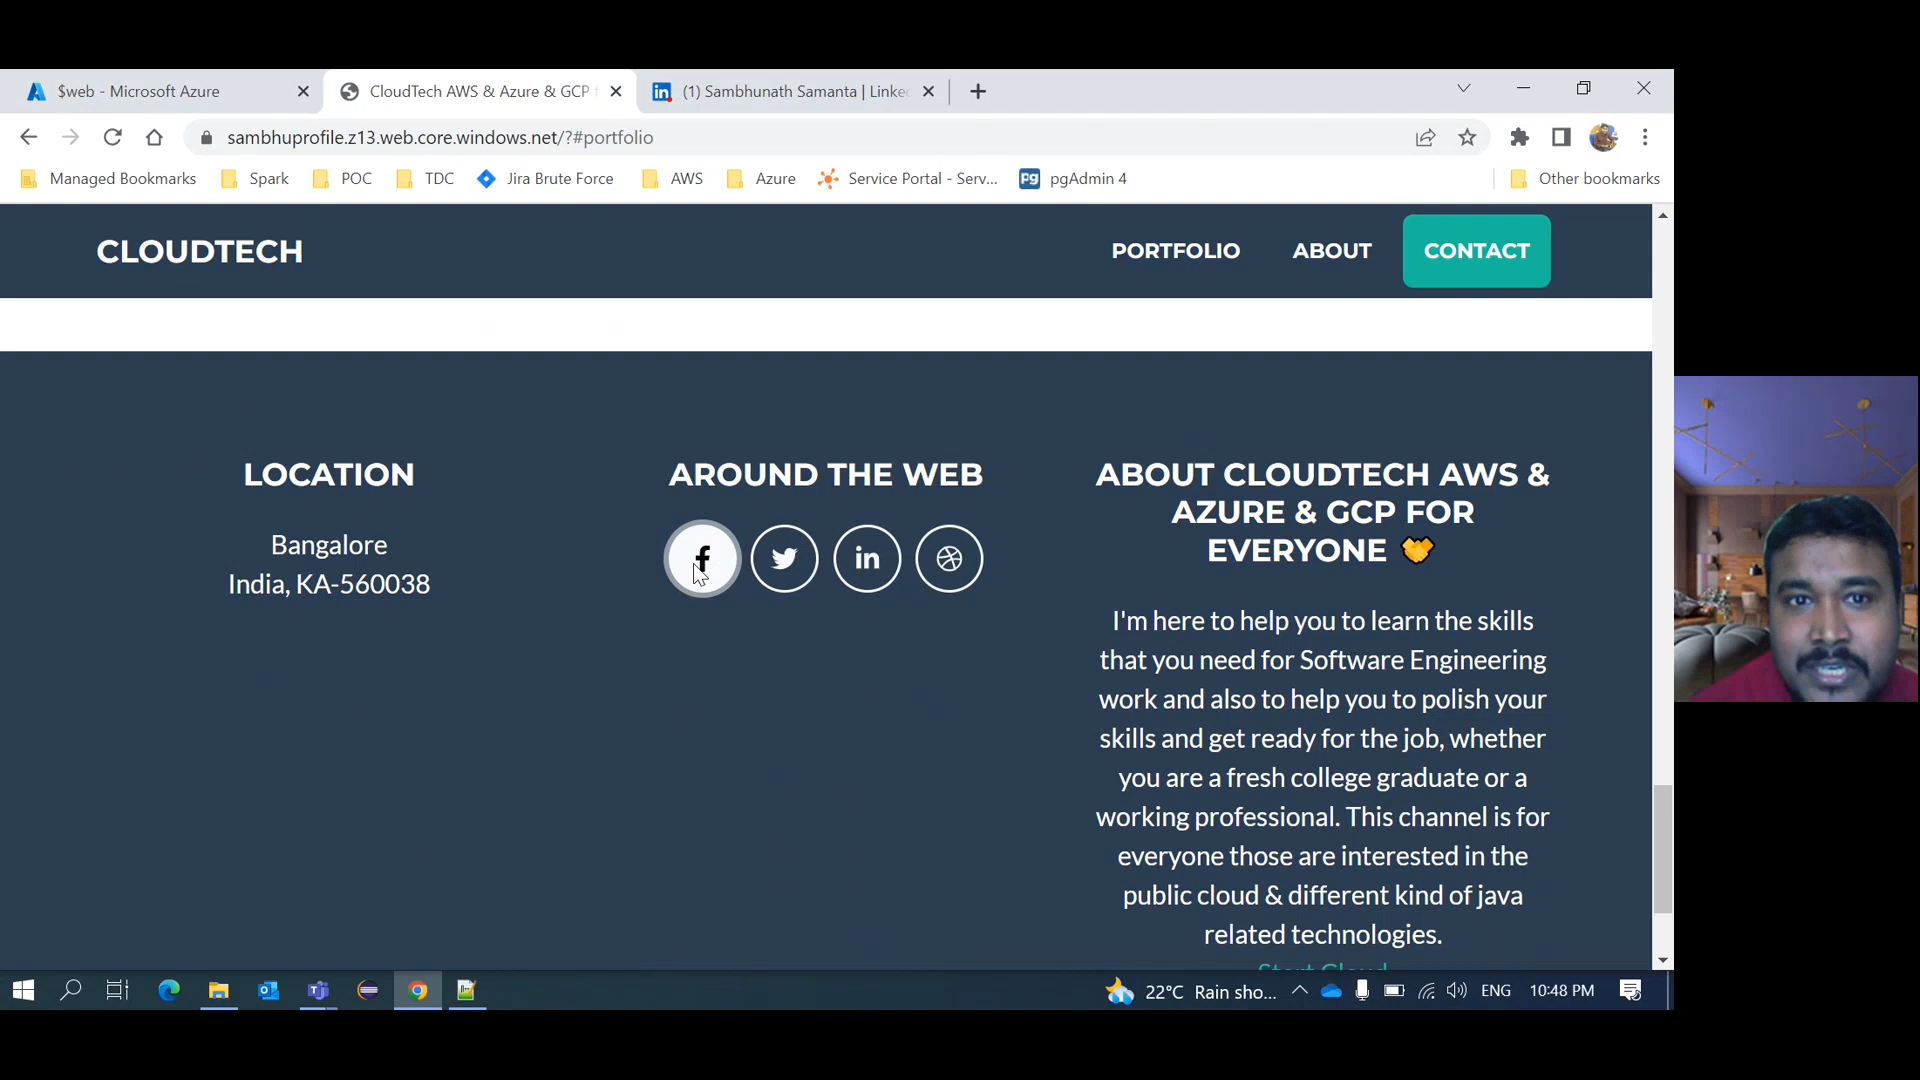 $web - Microsoft Azure
CloudTech AWS & Azure & GCP f
(1) Sambhunath Samanta | Linke
sambhuprofile.z13.web.core.windows.net/?#portfolio
Managed Bookmarks
Spark
POC
TDC
Jira Brute Force
AWS
Azure
Service Portal - Serv...
pgAdmin 4
Other bookmarks
CLOUDTECH
PORTFOLIO
ABOUT
CONTACT
LOCATION
Bangalore
India, KA-560038
AROUND THE WEB
ABOUT CLOUDTECH AWS &
AZURE & GCP FOR
EVERYONE 🤝
I'm here to help you to learn the skills
that you need for Software Engineering
work and also to help you to polish your
skills and get ready for the job, whether
you are a fresh college graduate or a
working professional. This channel is for
everyone those are interested in the
public cloud & different kind of java
related technologies.
Start Cloud
22°C Rain sho...
ENG
10:48 PM